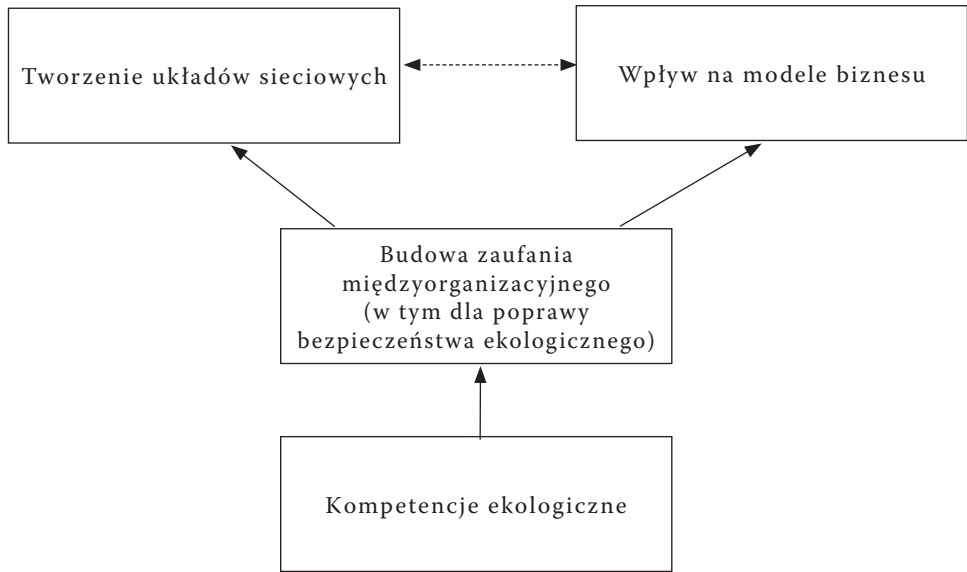 Tworzenie układów sieciowych
Wpływ na modele biznesu
Budowa zaufania
międzyorganizacyjnego
(w tym dla poprawy
bezpieczeństwa ekologicznego)
Kompetencje ekologiczne